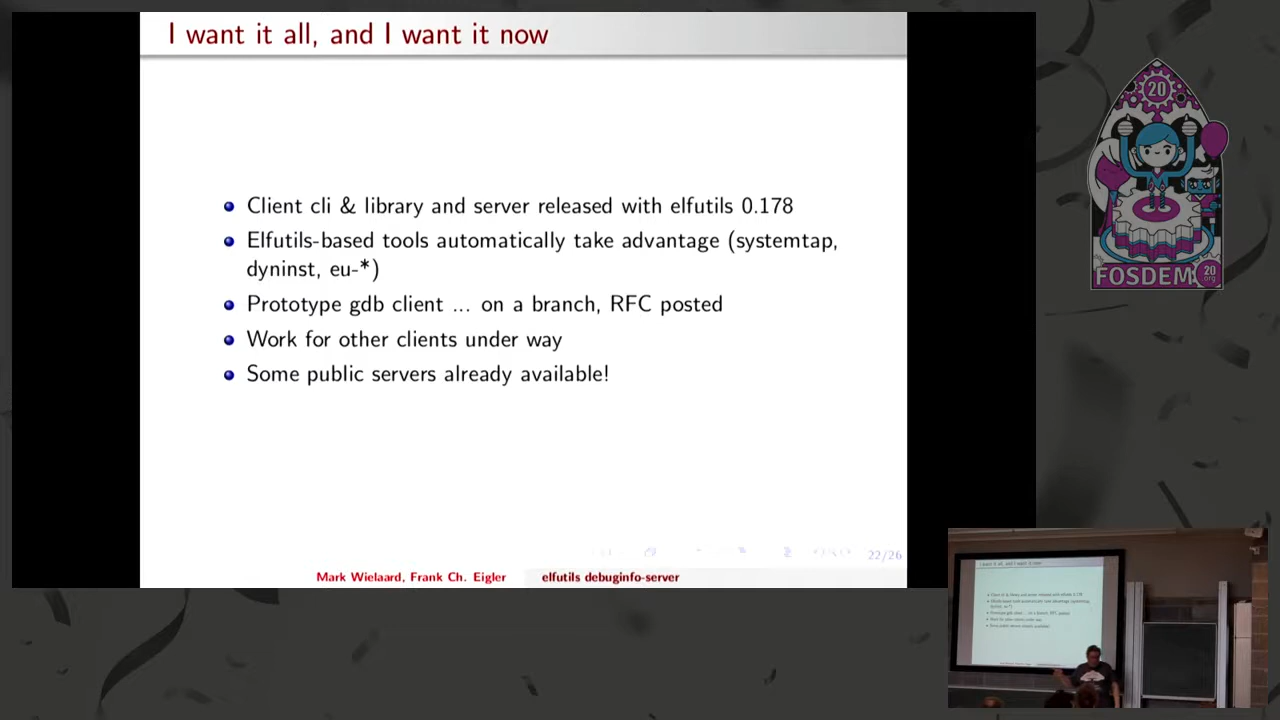 I want it all, and I want it now
Client cli & library and server released with elfutils 0.178
Elfutils-based tools automatically take advantage (systemtap,
dyninst, eu-*)
Prototype gdb client ... on a branch, RFC posted
Work for other clients under way
Some public servers already available!
22/26
Mark Wielaard, Frank Ch. Eigler
elfutils debuginfo-server
20
FOSDEM
20
.org